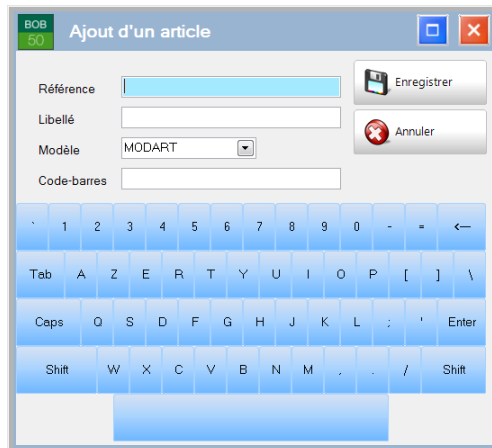 BOB
50
Ajout d'un article
Référence
Enregistrer
Libellé
Annuler
Modèle MODART
Code-barres
` 1 2 3 4 5 6 7 8 9 0 - = <—
Tab A Z E R T Y U I O P [ ] \
Caps Q S D F G H J K L ; ' Enter
Shift W X C V B N M , . / Shift